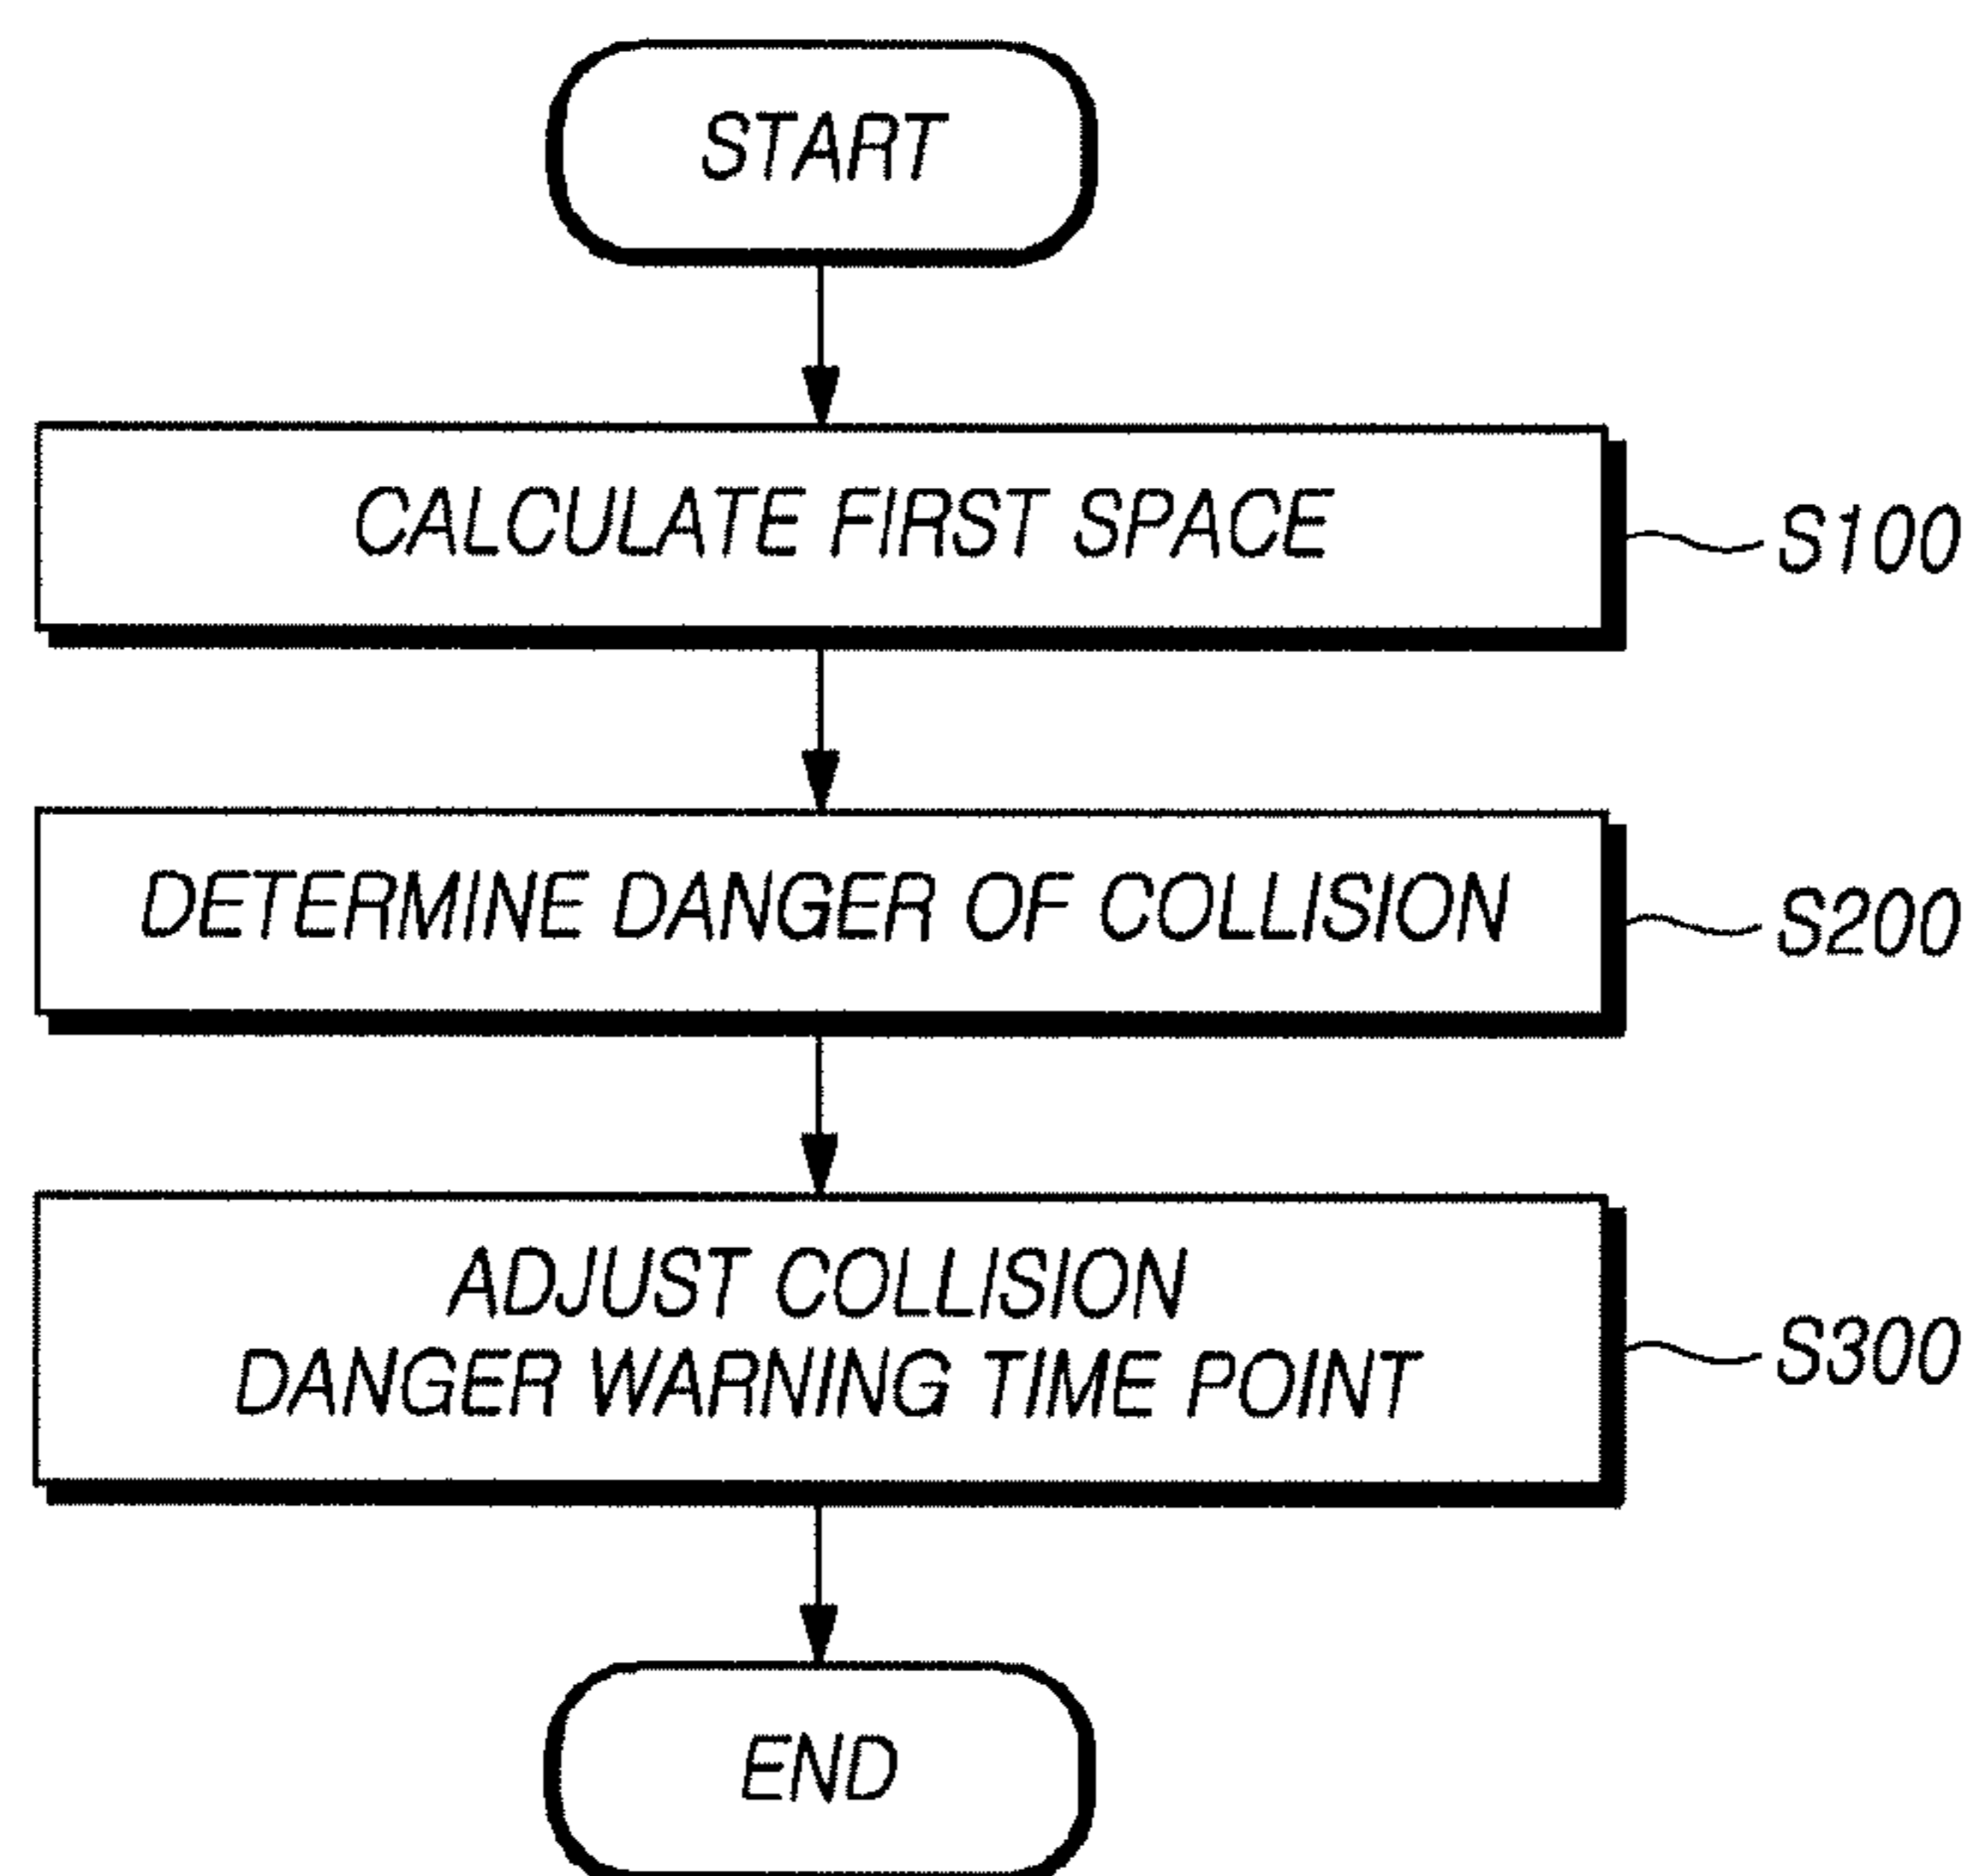 START
CALCULATE FIRST SPACE
S100
DETERMINE DANGER OF COLLISION
S200
ADJUST COLLISION
DANGER WARNING TIME POINT
S300
END